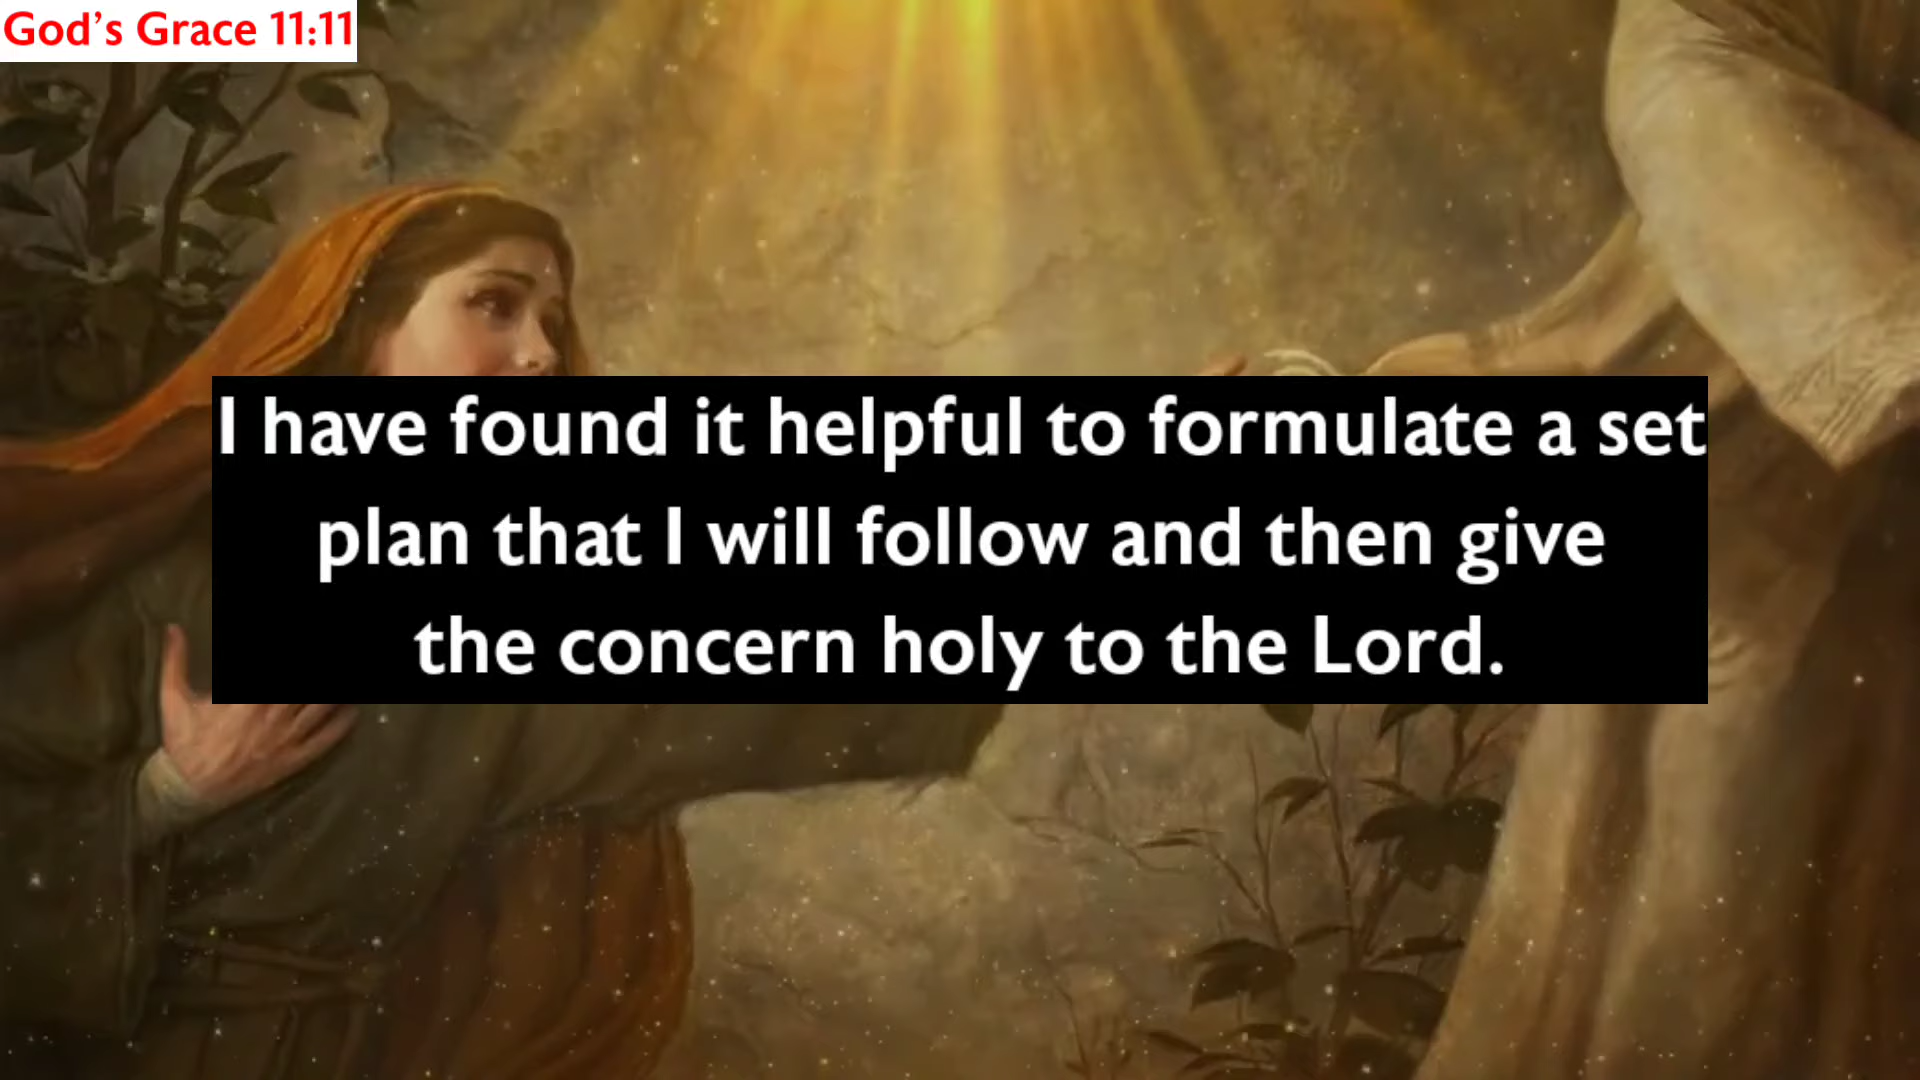 God's Grace 11:11
I have found it helpful to formulate a set
plan that I will follow and then give
the concern holy to the Lord.